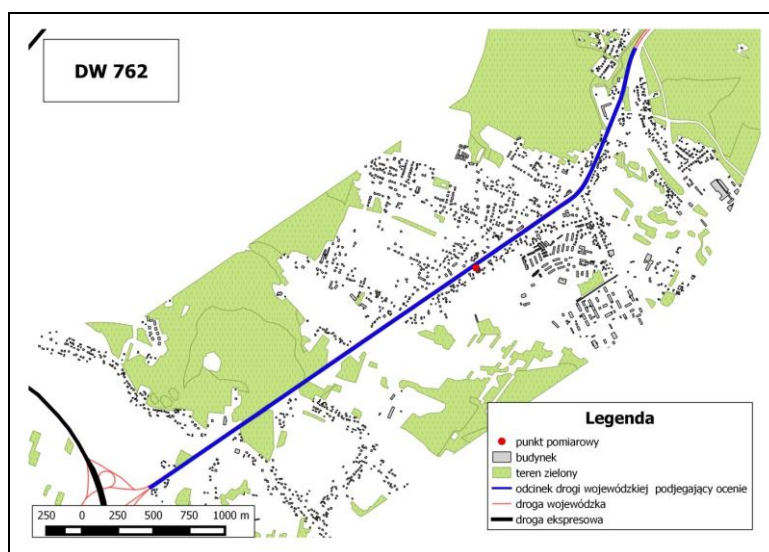 DW 762
Legenda
punkt pomiarowy
budynek
teren zielony
odcinek drogi wojewódzkiej podjegający ocenie
droga wojewódzka
droga ekspresowa
250 0 250 500 750 1000 m